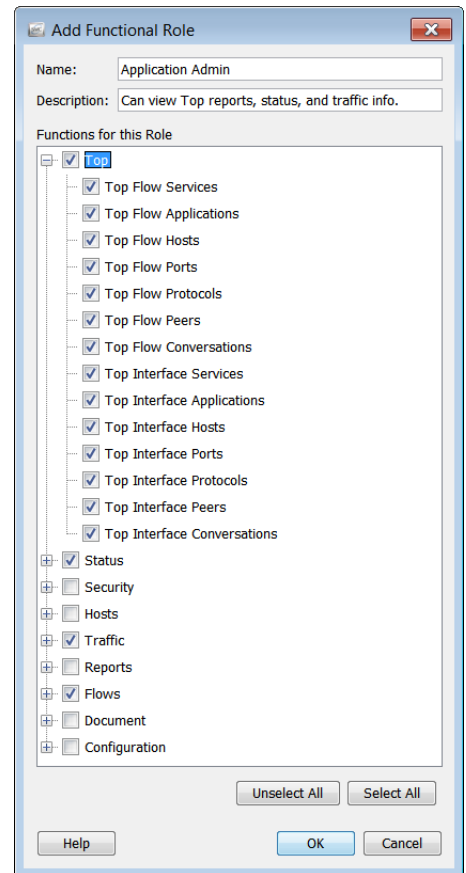 Add Functional Role
Name: Application Admin
Description: Can view Top reports, status, and traffic info.
Functions for this Role
Top
Top Flow Services
Top Flow Applications
Top Flow Hosts
Top Flow Ports
Top Flow Protocols
Top Flow Peers
Top Flow Conversations
Top Interface Services
Top Interface Applications
Top Interface Hosts
Top Interface Ports
Top Interface Protocols
Top Interface Peers
Top Interface Conversations
Status
Security
Hosts
Traffic
Reports
Flows
Document
Configuration
Unselect All Select All
Help OK Cancel